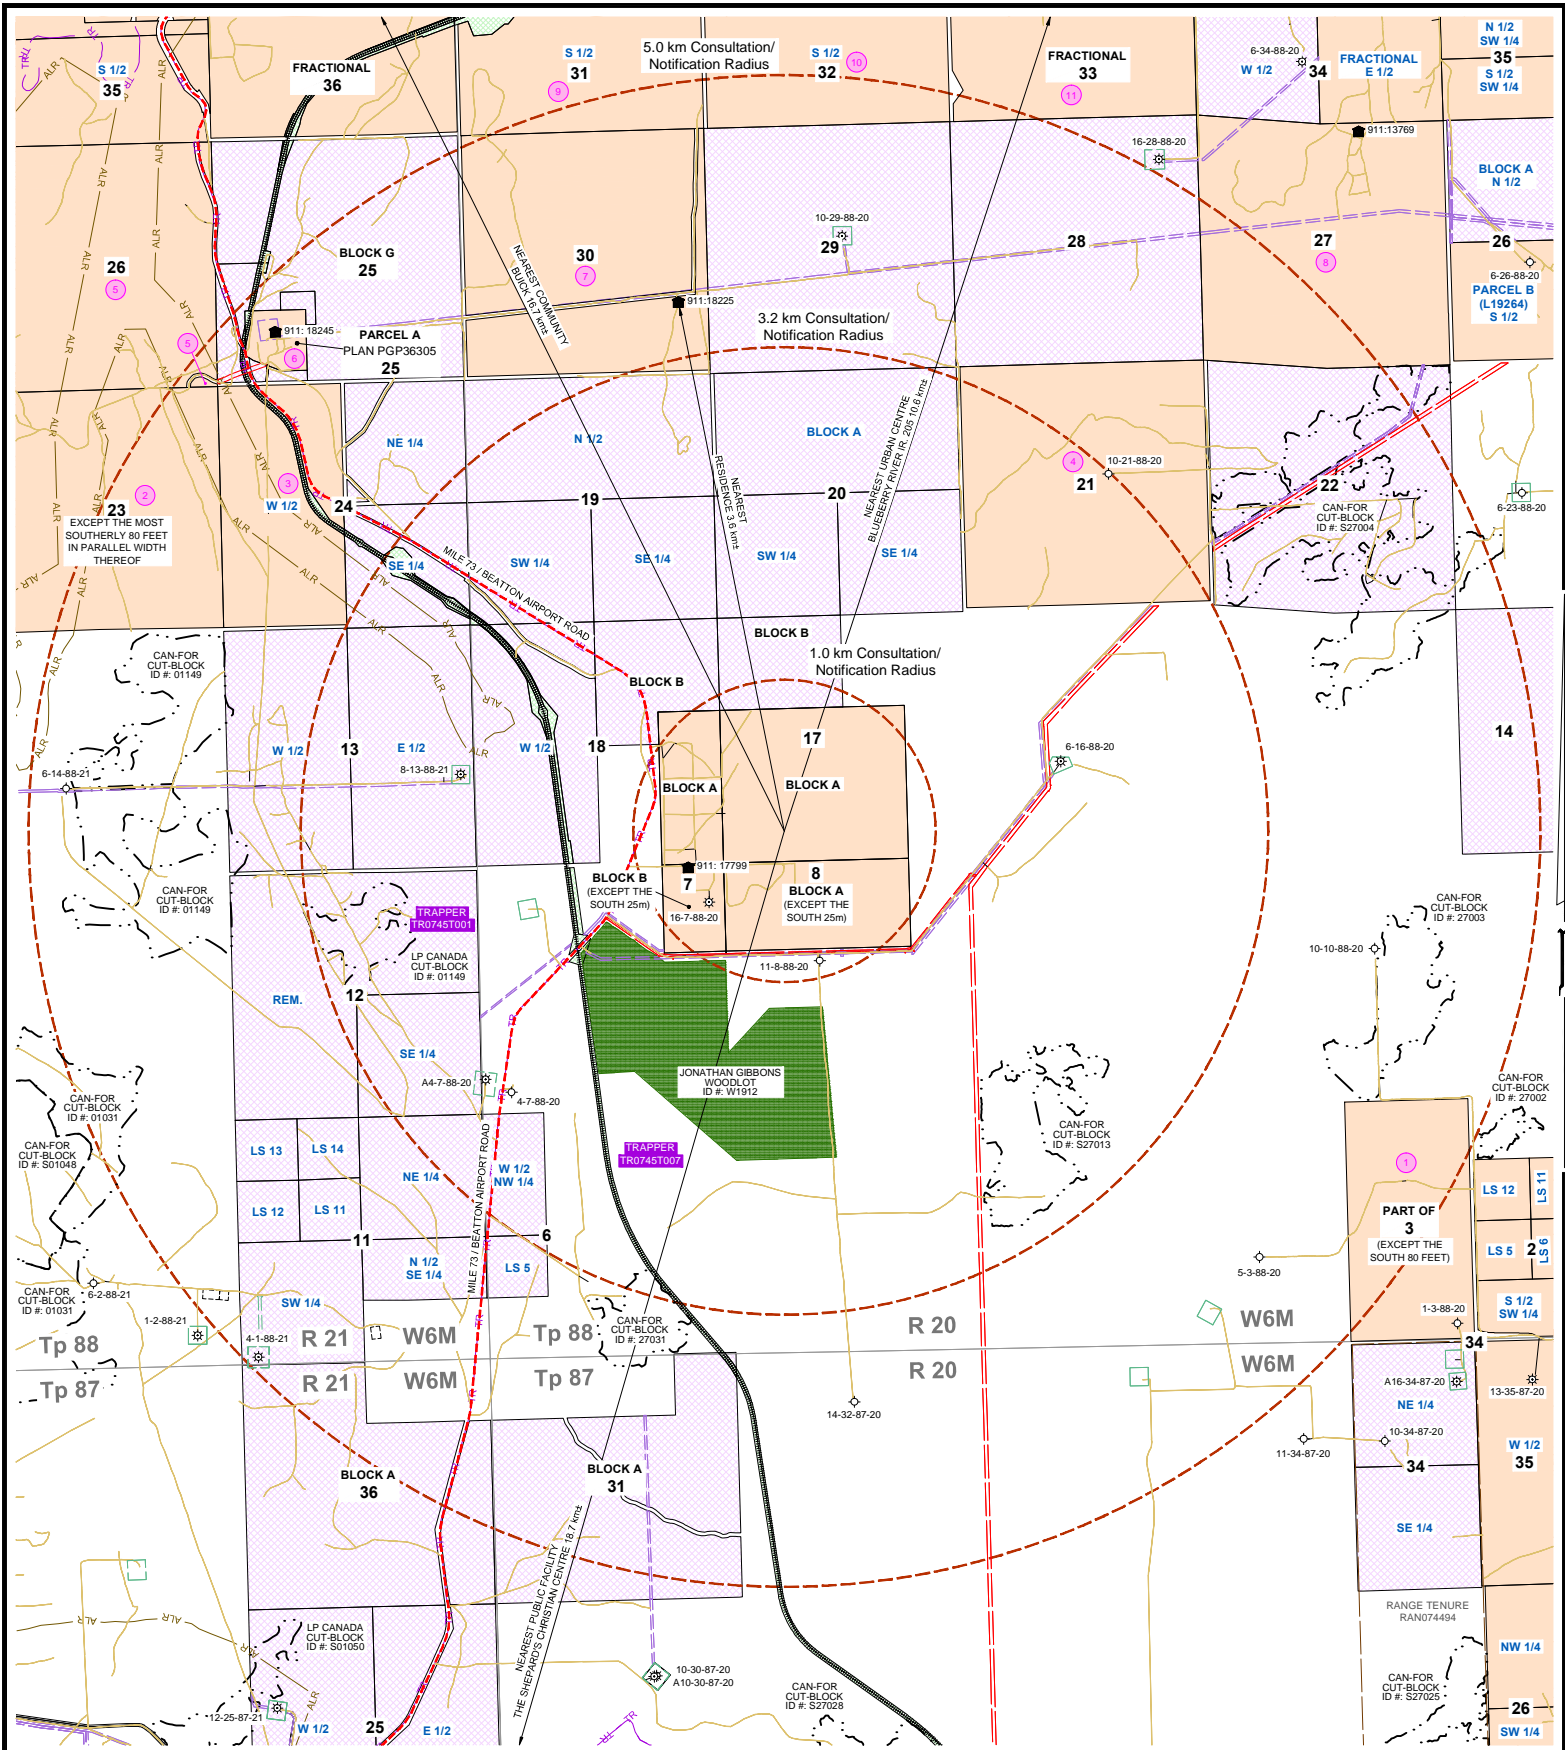 5.0 km Consultation/
Notification Radius
S 1/2
35
FRACTIONAL
36
S 1/2
31
9
S 1/2
10
32
FRACTIONAL
33
11
6-34-88-20
W 1/2
34
FRACTIONAL
E 1/2
N 1/2
SW 1/4
35
S 1/2
SW 1/4
911:13769
16-28-88-20
BLOCK A
N 1/2
26
5
BLOCK G
25
30
7
NEAREST COMMUNITY
BUICK 16.7 km±
10-29-88-20
29
28
27
8
26
6-26-88-20
PARCEL B
(L19264)
S 1/2
911:18225
911: 18245
5
6
PARCEL A
PLAN PGP36305
25
3.2 km Consultation/
Notification Radius
NE 1/4
N 1/2
BLOCK A
NEAREST
RESIDENCE 3.6 km±
NEAREST URBAN CENTRE
BLUEBERRY RIVER IR. 205 10.6 km±
4
10-21-88-20
21
22
CAN-FOR
CUT-BLOCK
ID #: S27004
6-23-88-20
2
23
EXCEPT THE MOST
SOUTHERLY 80 FEET
IN PARALLEL WIDTH
THEREOF
3
W 1/2
24
19
20
SE 1/4
SW 1/4
SE 1/4
SW 1/4
SE 1/4
MILE 73 / BEATTON AIRPORT ROAD
BLOCK B
1.0 km Consultation/
Notification Radius
BLOCK B
CAN-FOR
CUT-BLOCK
ID #: 01149
14
W 1/2
13
E 1/2
W 1/2
18
17
6-14-88-21
8-13-88-21
6-16-88-20
BLOCK A
BLOCK A
CAN-FOR
CUT-BLOCK
ID #: 01149
911: 17799
7
BLOCK B
(EXCEPT THE
SOUTH 25m)
16-7-88-20
8
BLOCK A
(EXCEPT THE
SOUTH 25m)
TRAPPER
TR0745T001
LP CANADA
CUT-BLOCK
ID #: 01149
11-8-88-20
CAN-FOR
CUT-BLOCK
ID #: 27003
10-10-88-20
REM.
12
SE 1/4
A4-7-88-20
4-7-88-20
JONATHAN GIBBONS
WOODLOT
ID #: W1912
CAN-FOR
CUT-BLOCK
ID #: 01031
CAN-FOR
CUT-BLOCK
ID #: S01048
CAN-FOR
CUT-BLOCK
ID #: S27013
CAN-FOR
CUT-BLOCK
ID #: 27002
LS 13
LS 14
LS 12
LS 11
NE 1/4
W 1/2
NW 1/4
TRAPPER
TR0745T007
1
PART OF
3
(EXCEPT THE
SOUTH 80 FEET)
LS 12
LS 11
LS 5
2
LS 6
S 1/2
SW 1/4
11
6
N 1/2
SE 1/4
LS 5
MILE 73 / BEATTON AIRPORT ROAD
5-3-88-20
CAN-FOR
CUT-BLOCK
ID #: 01031
6-2-88-21
1-2-88-21
SW 1/4
4-1-88-21
CAN-FOR
CUT-BLOCK
ID #: 27031
1-3-88-20
Tp 88
R 21
W6M
Tp 88
R 20
W6M
34
Tp 87
R 21
W6M
Tp 87
R 20
W6M
A16-34-87-20
13-35-87-20
NE 1/4
14-32-87-20
11-34-87-20
10-34-87-20
34
W 1/2
35
BLOCK A
36
BLOCK A
31
SE 1/4
NEAREST PUBLIC FACILITY
THE SHEPARD'S CHRISTIAN CENTRE 18.7 km±
RANGE TENURE
RAN074494
LP CANADA
CUT-BLOCK
ID #: S01050
NW 1/4
10-30-87-20
A10-30-87-20
CAN-FOR
CUT-BLOCK
ID #: S27028
CAN-FOR
CUT-BLOCK
ID #: S27025
12-25-87-21
W 1/2
25
E 1/2
26
SW 1/4
ALR
ALR
ALR
ALR
ALR
ALR
ALR
TR
TR
TR